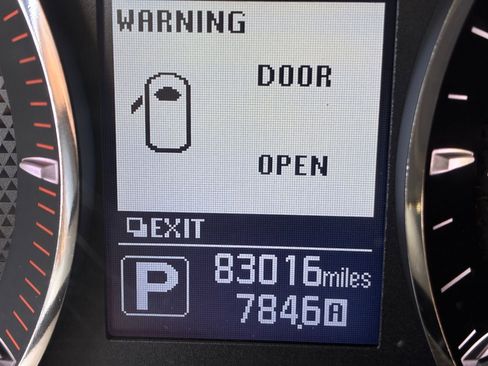 WARNING
DOOR
OPEN
EXIT
P
83016miles
784.6 A